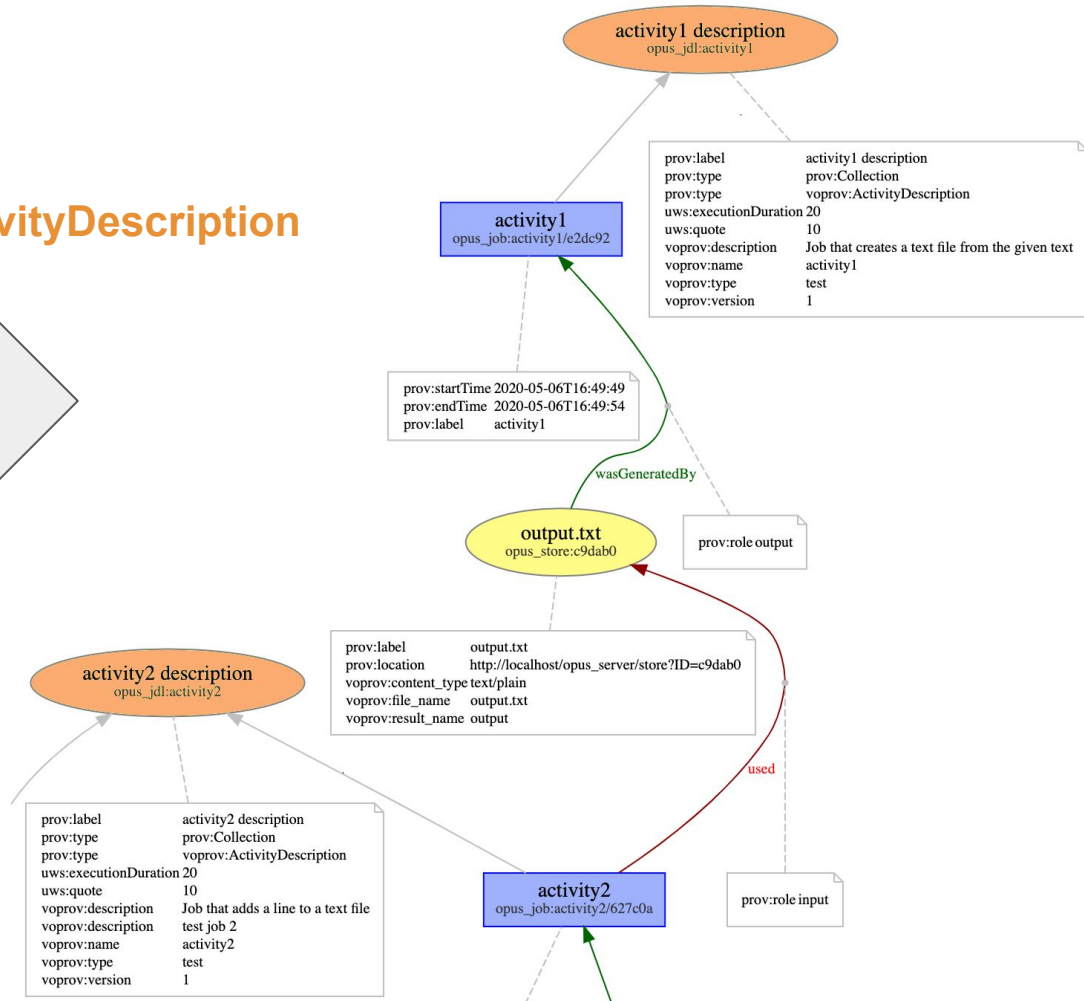 activity1 description
opus_jdl:activity1
prov:label activity1 description
prov:type prov:Collection
prov:type voprov:ActivityDescription
uws:executionDuration 20
uws:quote 10
voprov:description Job that creates a text file from the given text
voprov:name activity1
voprov:type test
voprov:version 1
vityDescription
activity1
opus_job:activity1/e2dc92
prov:startTime 2020-05-06T16:49:49
prov:endTime 2020-05-06T16:49:54
prov:label activity1
wasGeneratedBy
output.txt
opus_store:c9dab0
prov:role output
prov:label output.txt
prov:location http://localhost/opus_server/store?ID=c9dab0
voprov:content_type text/plain
voprov:file_name output.txt
voprov:result_name output
activity2 description
opus_jdl:activity2
used
prov:label activity2 description
prov:type prov:Collection
prov:type voprov:ActivityDescription
uws:executionDuration 20
uws:quote 10
voprov:description Job that adds a line to a text file
voprov:description test job 2
voprov:name activity2
voprov:type test
voprov:version 1
activity2
opus_job:activity2/627c0a
prov:role input